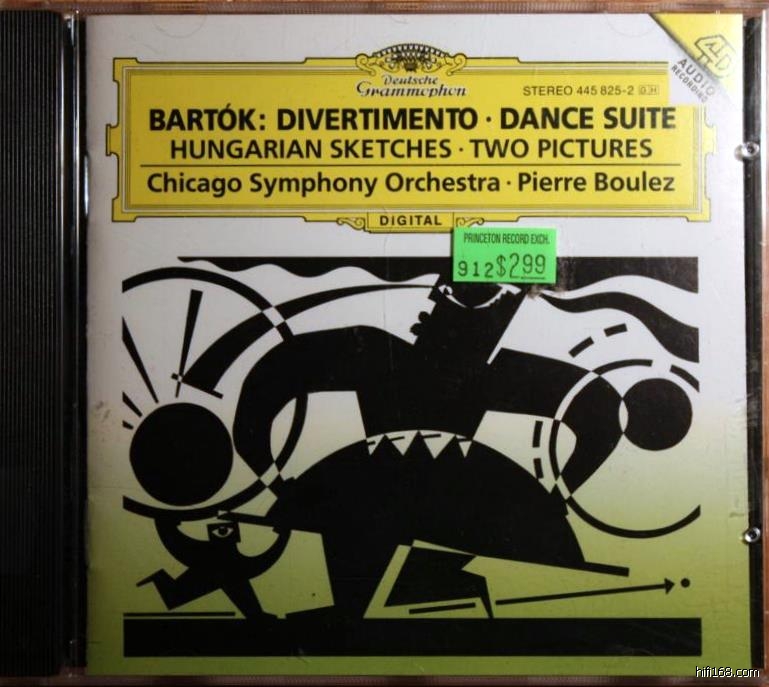 4D
AUDIO
RECORDING
Deutsche
Grammophon
STEREO 445 825-2 GH
BARTÓK: DIVERTIMENTO · DANCE SUITE
HUNGARIAN SKETCHES · TWO PICTURES
Chicago Symphony Orchestra · Pierre Boulez
DIGITAL
PRINCETON RECORD EXCH.
912 $2.99
hifi168.com